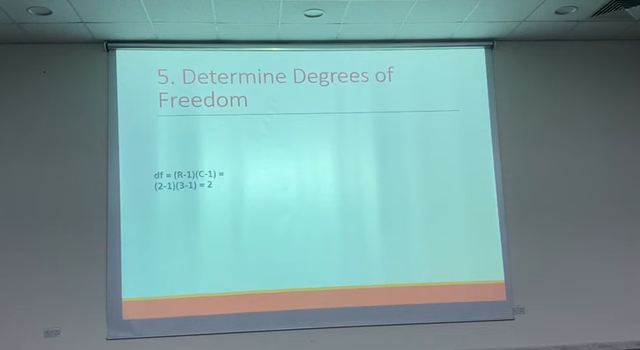 5. Determine Degrees of
Freedom
df = (R-1)(C-1) =
(2-1)(3-1) = 2